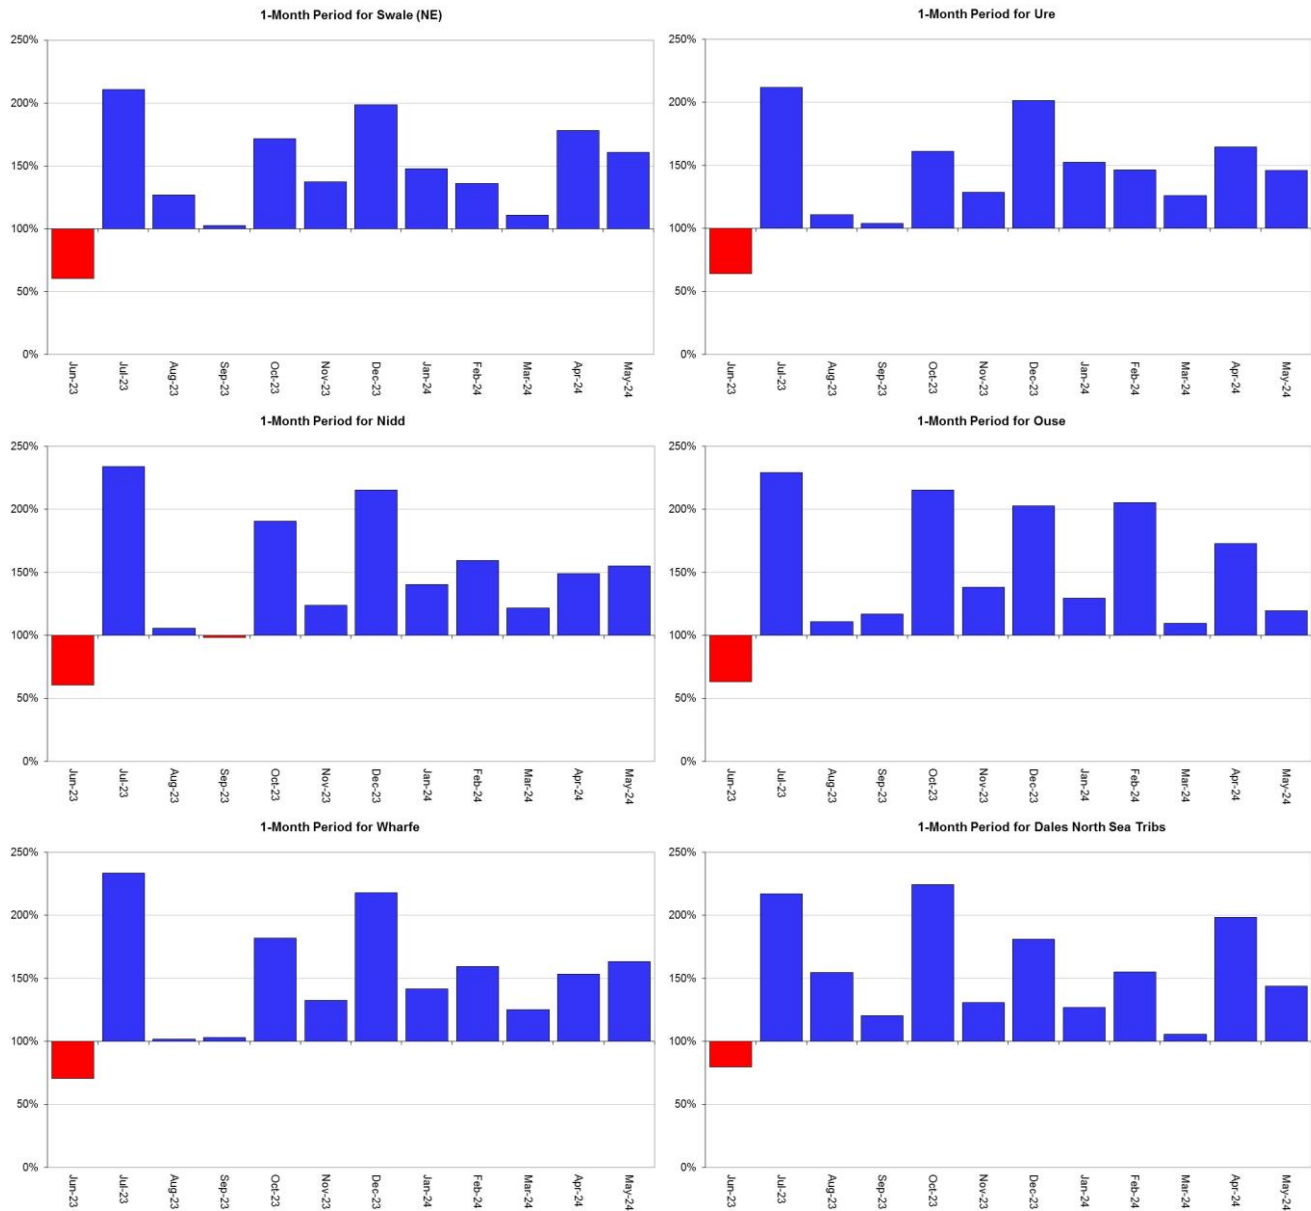 1-Month Period for Swale (NE)
250%
200%
150%
100%
50%
0%
Jun-23
Jul-23
Aug-23
Sep-23
Oct-23
Nov-23
Dec-23
Jan-24
Feb-24
Mar-24
Apr-24
May-24
1-Month Period for Ure
250%
200%
150%
100%
50%
0%
Jun-23
Jul-23
Aug-23
Sep-23
Oct-23
Nov-23
Dec-23
Jan-24
Feb-24
Mar-24
Apr-24
May-24
1-Month Period for Nidd
250%
200%
150%
100%
50%
0%
Jun-23
Jul-23
Aug-23
Sep-23
Oct-23
Nov-23
Dec-23
Jan-24
Feb-24
Mar-24
Apr-24
May-24
1-Month Period for Ouse
250%
200%
150%
100%
50%
0%
Jun-23
Jul-23
Aug-23
Sep-23
Oct-23
Nov-23
Dec-23
Jan-24
Feb-24
Mar-24
Apr-24
May-24
1-Month Period for Wharfe
250%
200%
150%
100%
50%
0%
Jun-23
Jul-23
Aug-23
Sep-23
Oct-23
Nov-23
Dec-23
Jan-24
Feb-24
Mar-24
Apr-24
May-24
1-Month Period for Dales North Sea Tribs
250%
200%
150%
100%
50%
0%
Jun-23
Jul-23
Aug-23
Sep-23
Oct-23
Nov-23
Dec-23
Jan-24
Feb-24
Mar-24
Apr-24
May-24